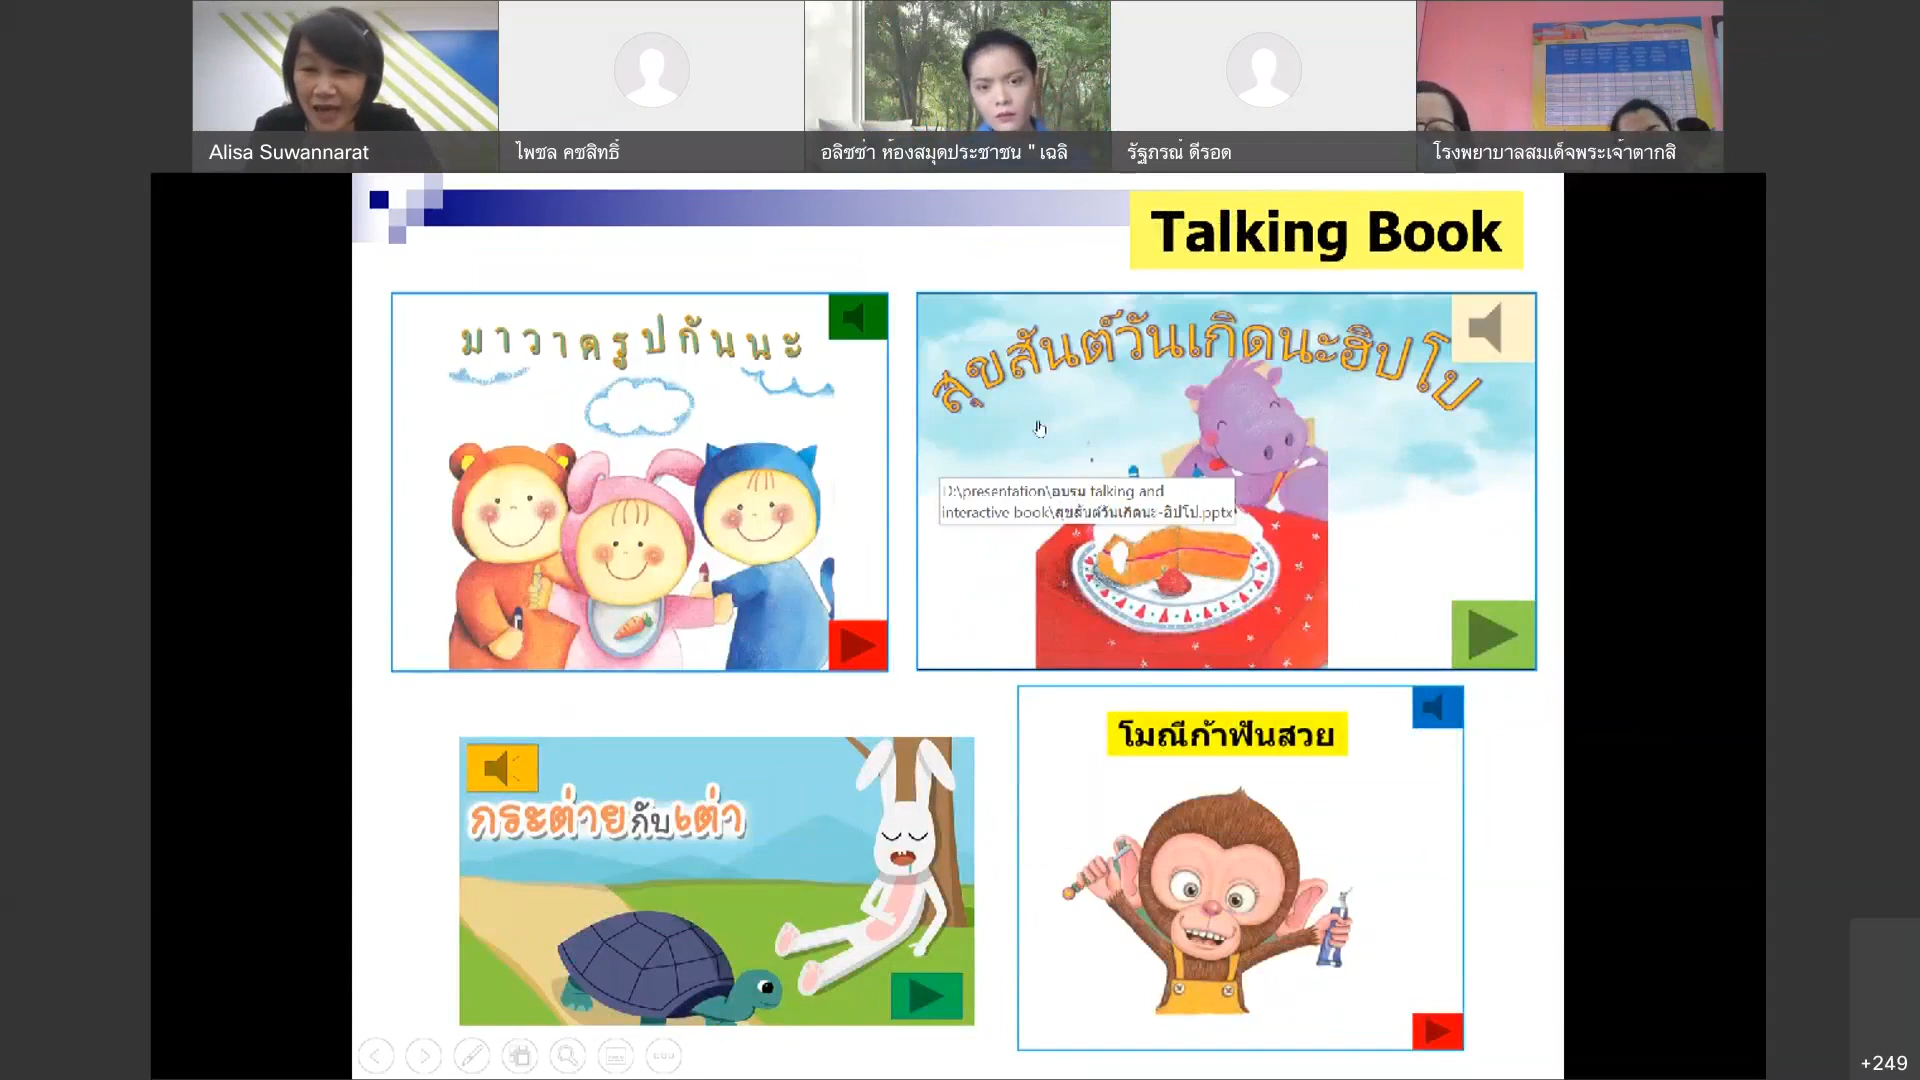 Alisa Suwannarat
ไพชล คชสิทธิ์
อลิซซ่า ห้องสมุดประชาชน " เฉลิ
รัฐภรณ์ ดีรอด
โรงพยาบาลสมเด็จพระเจ้าตากสิ
Talking Book
มาวาดรูปกันนะ
สุขสันต์วันเกิดนะฮิปโป
D:\presentation\อบรม talking and
interactive book\สุขสันต์วันเกิดนะ-ฮิปโป.pptx
โมณีก้าฟันสวย
กระต่ายกับเต่า
+249